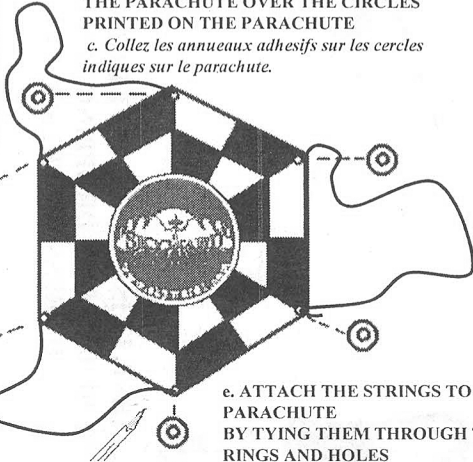 THE PARACHUTE OVER THE CIRCLES
PRINTED ON THE PARACHUTE
c. Collez les annueaux adhesifs sur les cercles
indiques sur le parachute.
e. ATTACH THE STRINGS TO
PARACHUTE
BY TYING THEM THROUGH
RINGS AND HOLES